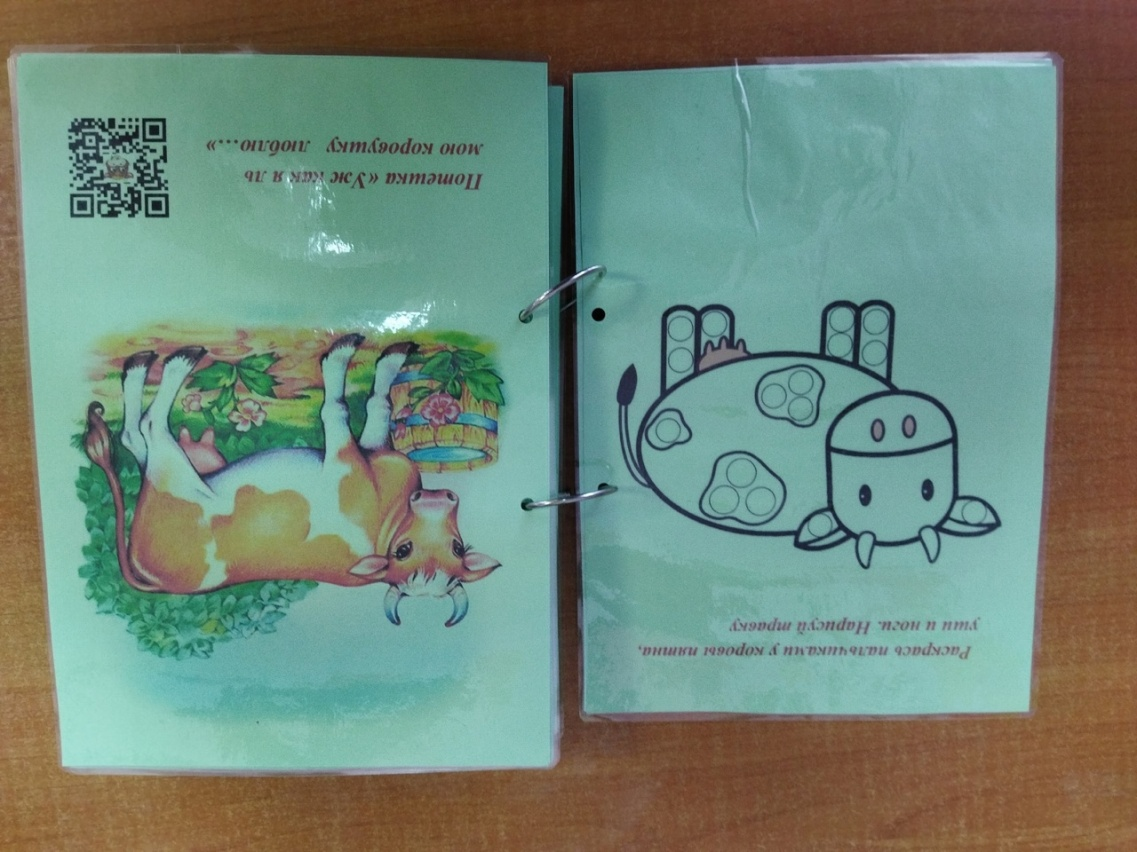 Раскрась пальчиками у коровы пятна,
уши и ноги. Нарисуй травку
Потешка « Уж как я ль
мою коровушку люблю…»